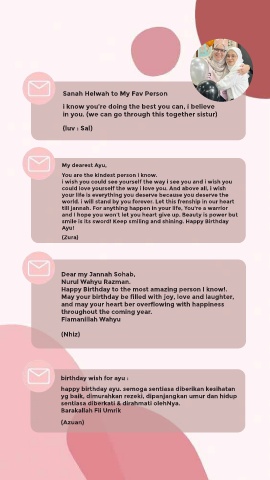 Sanah Helwah to My Fav Person
I know you're doing the best you can, i believe
in you. (we can go through this together sistur)
(luv : Sal)
My dearest Ayu,
You are the kindest person i know.
I wish you could see yourself the way i see you and i wish you
could love yourself the way i love you. And above all, i wish
your life is everything you deserve because you deserve the
world. i will stand by you forever. Let this frenship in our heart
till jannah. For anything happen in your life, You're a warrior
and i hope you won't let you heart give up. Beauty is power but
smile is its sword! Keep smiling and shining. Happy Birthday
Ayu!
(Zura)
Dear my Jannah Sohab,
Nurul Wahyu Razman.
Happy Birthday to the most amazing person I know!.
May your birthday be filled with joy, love and laughter,
and may your heart ber overflowing with happiness
throughout the coming year.
Fiamanillah Wahyu
(Nhiz)
birthday wish for ayu :
happy birthday ayu. semoga sentiasa diberikan kesihatan
yg baik, dimurahkan rezeki, dipanjangkan umur dan hidup
sentiasa diberkati & dirahmati olehNya.
Barakallah Fii Umrik
(Azuan)